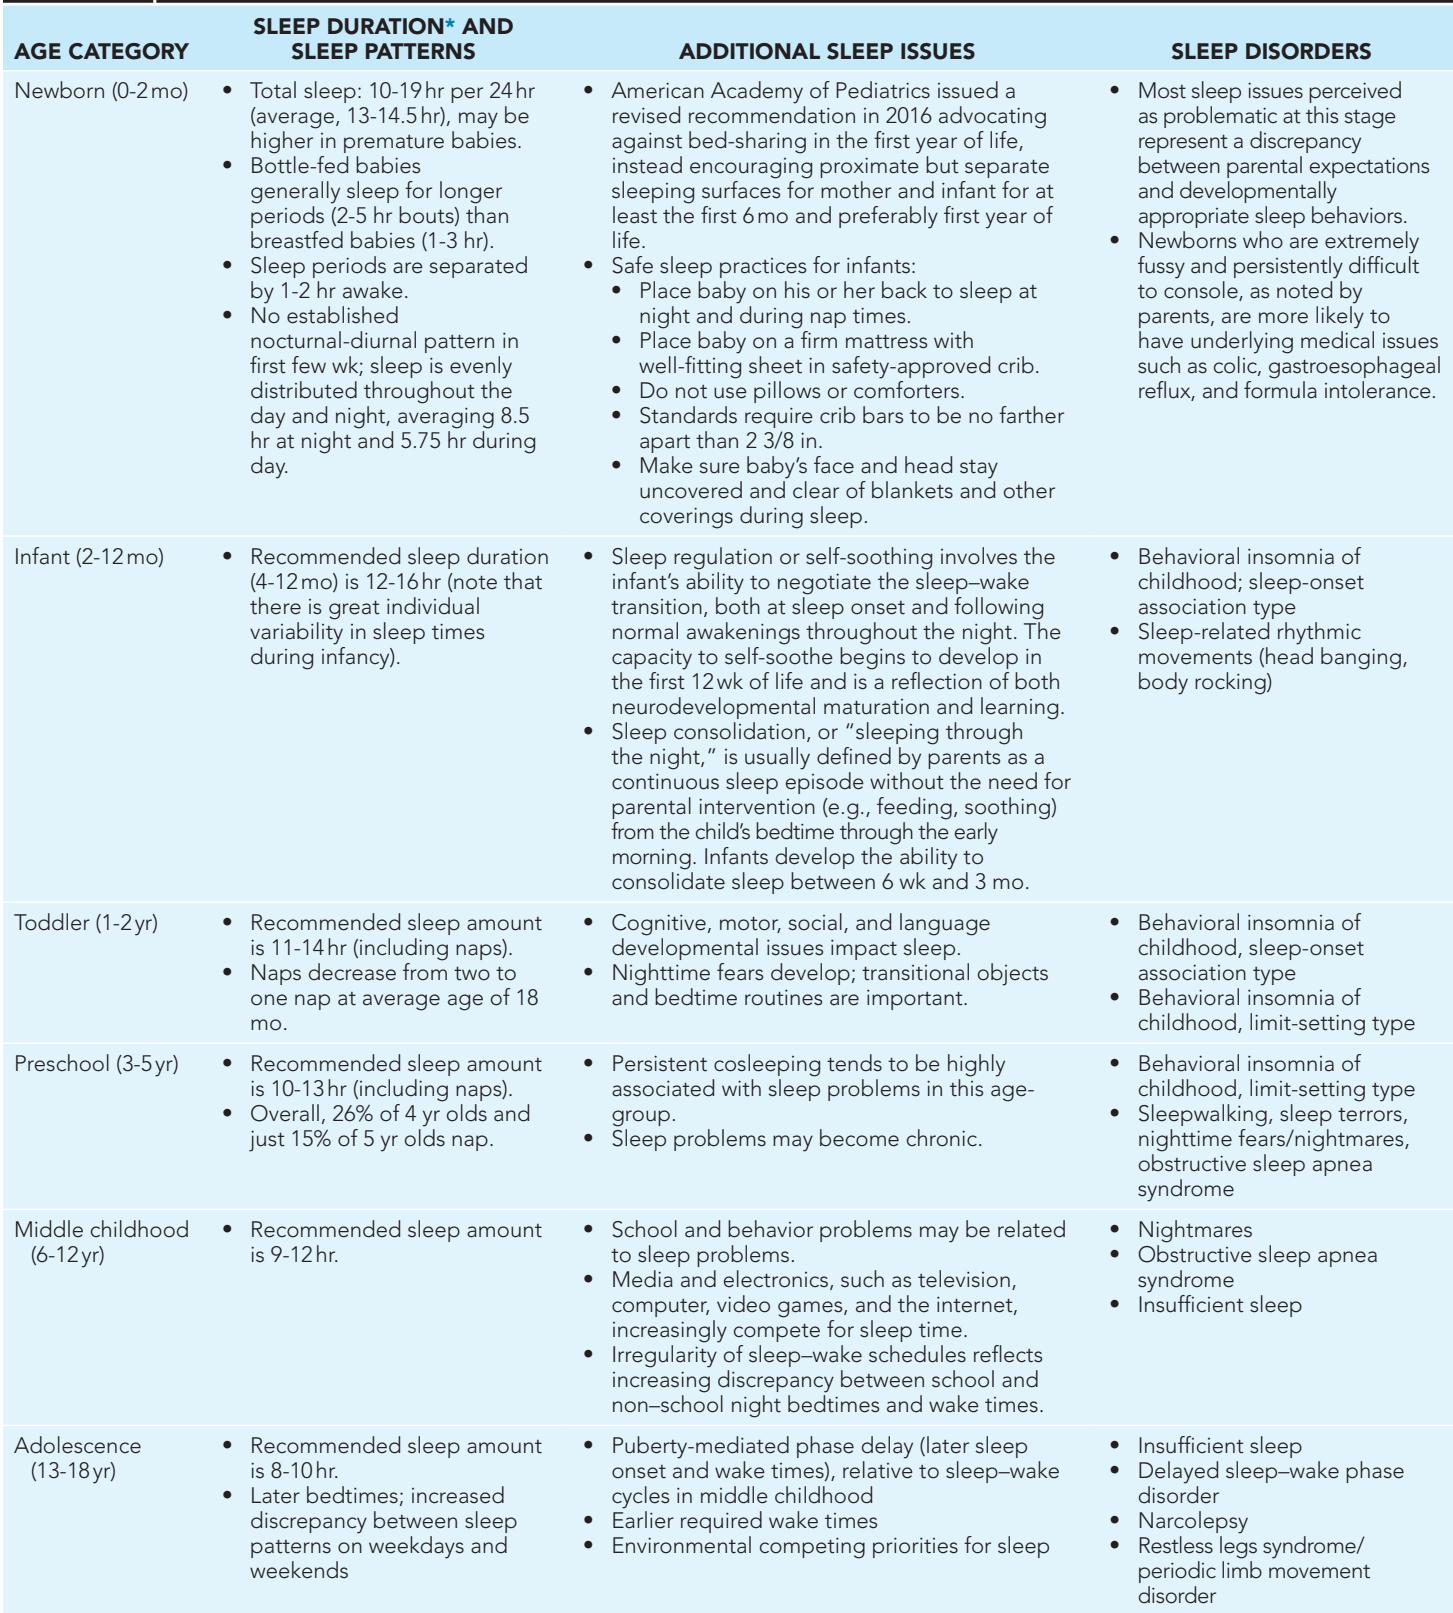 AGE CATEGORY
SLEEP DURATION* AND
SLEEP PATTERNS
ADDITIONAL SLEEP ISSUES
SLEEP DISORDERS
Newborn (0-2 mo)
• Total sleep: 10-19 hr per 24 hr
(average, 13-14.5 hr), may be
higher in premature babies.
• Bottle-fed babies
generally sleep for longer
periods (2-5 hr bouts) than
breastfed babies (1-3 hr).
• Sleep periods are separated
by 1-2 hr awake.
• No established
nocturnal-diurnal pattern in
first few wk; sleep is evenly
distributed throughout the
day and night, averaging 8.5
hr at night and 5.75 hr during
day.
• American Academy of Pediatrics issued a
revised recommendation in 2016 advocating
against bed-sharing in the first year of life,
instead encouraging proximate but separate
sleeping surfaces for mother and infant for at
least the first 6 mo and preferably first year of
life.
• Safe sleep practices for infants:
• Place baby on his or her back to sleep at
night and during nap times.
• Place baby on a firm mattress with
well-fitting sheet in safety-approved crib.
• Do not use pillows or comforters.
• Standards require crib bars to be no farther
apart than 2 3/8 in.
• Make sure baby's face and head stay
uncovered and clear of blankets and other
coverings during sleep.
• Most sleep issues perceived
as problematic at this stage
represent a discrepancy
between parental expectations
and developmentally
appropriate sleep behaviors.
• Newborns who are extremely
fussy and persistently difficult
to console, as noted by
parents, are more likely to
have underlying medical issues
such as colic, gastroesophageal
reflux, and formula intolerance.
Infant (2-12 mo)
• Recommended sleep duration
(4-12 mo) is 12-16 hr (note that
there is great individual
variability in sleep times
during infancy).
• Sleep regulation or self-soothing involves the
infant's ability to negotiate the sleep–wake
transition, both at sleep onset and following
normal awakenings throughout the night. The
capacity to self-soothe begins to develop in
the first 12 wk of life and is a reflection of both
neurodevelopmental maturation and learning.
• Sleep consolidation, or “sleeping through
the night,” is usually defined by parents as a
continuous sleep episode without the need for
parental intervention (e.g., feeding, soothing)
from the child's bedtime through the early
morning. Infants develop the ability to
consolidate sleep between 6 wk and 3 mo.
• Behavioral insomnia of
childhood; sleep-onset
association type
• Sleep-related rhythmic
movements (head banging,
body rocking)
Toddler (1-2 yr)
• Recommended sleep amount
is 11-14 hr (including naps).
• Naps decrease from two to
one nap at average age of 18
mo.
• Cognitive, motor, social, and language
developmental issues impact sleep.
• Nighttime fears develop; transitional objects
and bedtime routines are important.
• Behavioral insomnia of
childhood, sleep-onset
association type
• Behavioral insomnia of
childhood, limit-setting type
Preschool (3-5 yr)
• Recommended sleep amount
is 10-13 hr (including naps).
• Overall, 26% of 4 yr olds and
just 15% of 5 yr olds nap.
• Persistent cosleeping tends to be highly
associated with sleep problems in this age-
group.
• Sleep problems may become chronic.
• Behavioral insomnia of
childhood, limit-setting type
• Sleepwalking, sleep terrors,
nighttime fears/nightmares,
obstructive sleep apnea
syndrome
Middle childhood
(6-12 yr)
• Recommended sleep amount
is 9-12 hr.
• School and behavior problems may be related
to sleep problems.
• Media and electronics, such as television,
computer, video games, and the internet,
increasingly compete for sleep time.
• Irregularity of sleep–wake schedules reflects
increasing discrepancy between school and
non–school night bedtimes and wake times.
• Nightmares
• Obstructive sleep apnea
syndrome
• Insufficient sleep
Adolescence
(13-18 yr)
• Recommended sleep amount
is 8-10 hr.
• Later bedtimes; increased
discrepancy between sleep
patterns on weekdays and
weekends
• Puberty-mediated phase delay (later sleep
onset and wake times), relative to sleep–wake
cycles in middle childhood
• Earlier required wake times
• Environmental competing priorities for sleep
• Insufficient sleep
• Delayed sleep–wake phase
disorder
• Narcolepsy
• Restless legs syndrome/
periodic limb movement
disorder